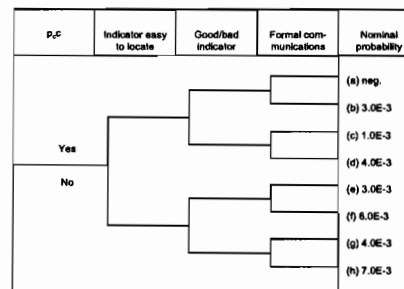 pcc
Indicator easy
to locate
Good/bad
indicator
Formal com-
munications
Nominal
probability
(a) neg.
(b) 3.0E-3
(c) 1.0E-3
Yes
(d) 4.0E-3
No
(e) 3.0E-3
(f) 6.0E-3
(g) 4.0E-3
(h) 7.0E-3